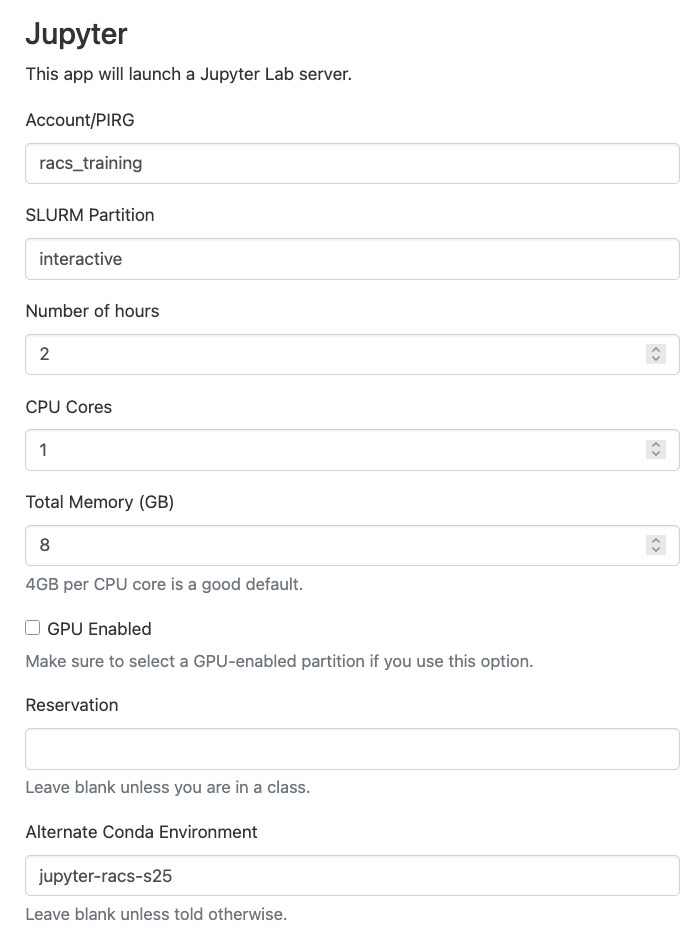 Jupyter
This app will launch a Jupyter Lab server.
Account/PIRG
racs_training
SLURM Partition
interactive
Number of hours
2
CPU Cores
1
Total Memory (GB)
8
4GB per CPU core is a good default.
GPU Enabled
Make sure to select a GPU-enabled partition if you use this option.
Reservation
Leave blank unless you are in a class.
Alternate Conda Environment
jupyter-racs-s25
Leave blank unless told otherwise.